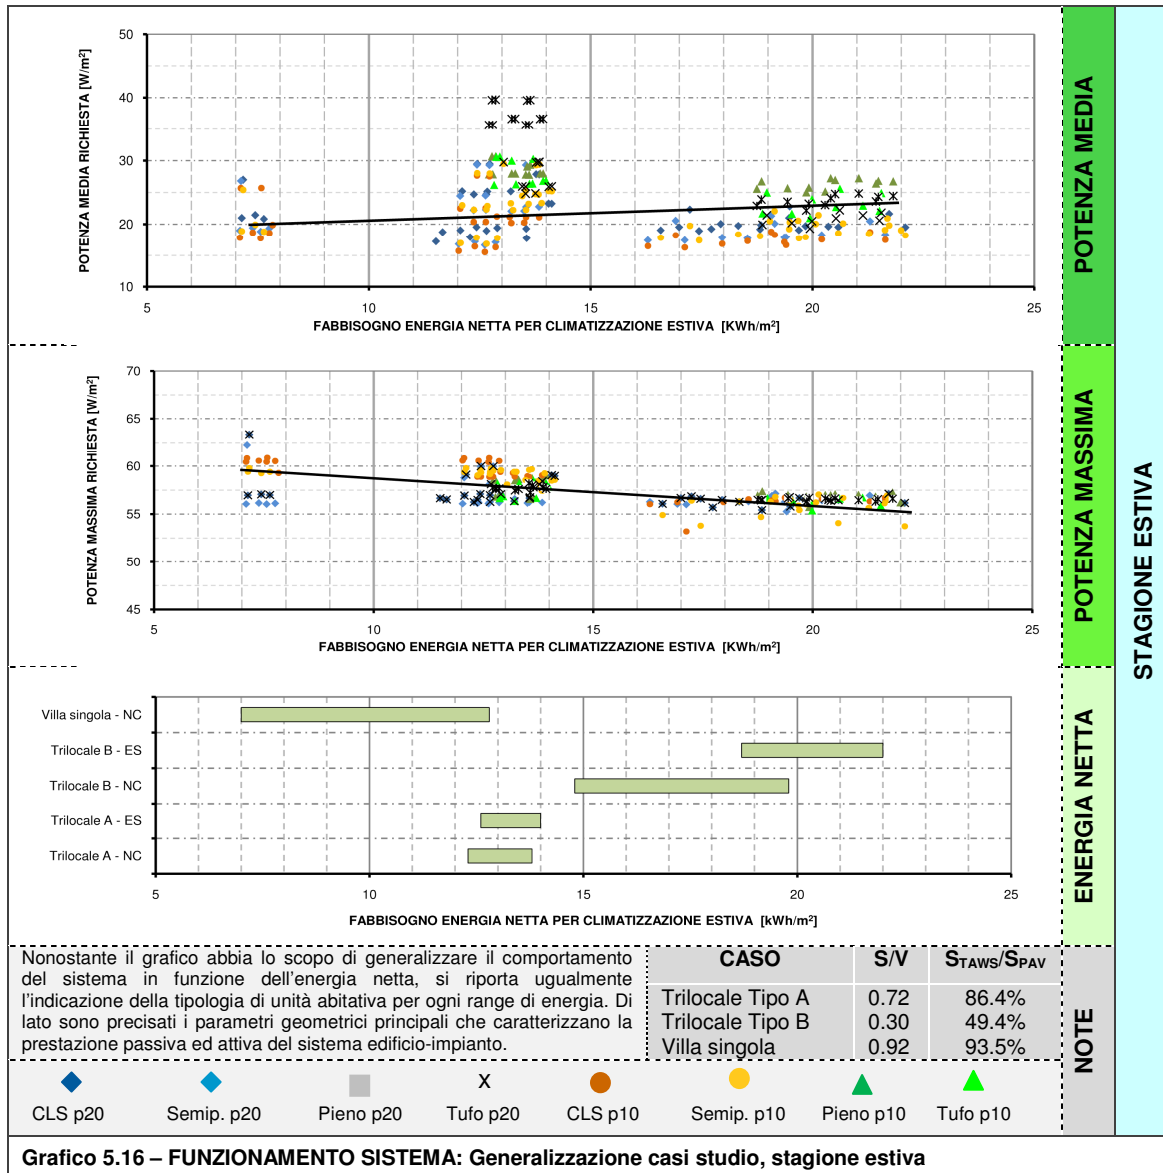 POTENZA MEDIA RICHIESTA [W/m²]
50
40
30
20
10
5
10
15
20
25
FABBISOGNO ENERGIA NETTA PER CLIMATIZZAZIONE ESTIVA [KWh/m²]
POTENZA MEDIA
POTENZA MASSIMA RICHIESTA [W/m²]
70
65
60
55
50
45
5
10
15
20
25
FABBISOGNO ENERGIA NETTA PER CLIMATIZZAZIONE ESTIVA [KWh/m²]
POTENZA MASSIMA
STAGIONE ESTIVA
Villa singola - NC
Trilocale B - ES
Trilocale B - NC
Trilocale A - ES
Trilocale A - NC
5
10
15
20
25
FABBISOGNO ENERGIA NETTA PER CLIMATIZZAZIONE ESTIVA [kWh/m²]
ENERGIA NETTA
Nonostante il grafico abbia lo scopo di generalizzare il comportamento
del sistema in funzione dell'energia netta, si riporta ugualmente
l'indicazione della tipologia di unità abitativa per ogni range di energia. Di
lato sono precisati i parametri geometrici principali che caratterizzano la
prestazione passiva ed attiva del sistema edificio-impianto.
CASO S/V STAWS/SPAV
Trilocale Tipo A 0.72 86.4%
Trilocale Tipo B 0.30 49.4%
Villa singola 0.92 93.5%
NOTE
X
CLS p20 Semip. p20 Pieno p20 Tufo p20 CLS p10 Semip. p10 Pieno p10 Tufo p10
Grafico 5.16 – FUNZIONAMENTO SISTEMA: Generalizzazione casi studio, stagione estiva